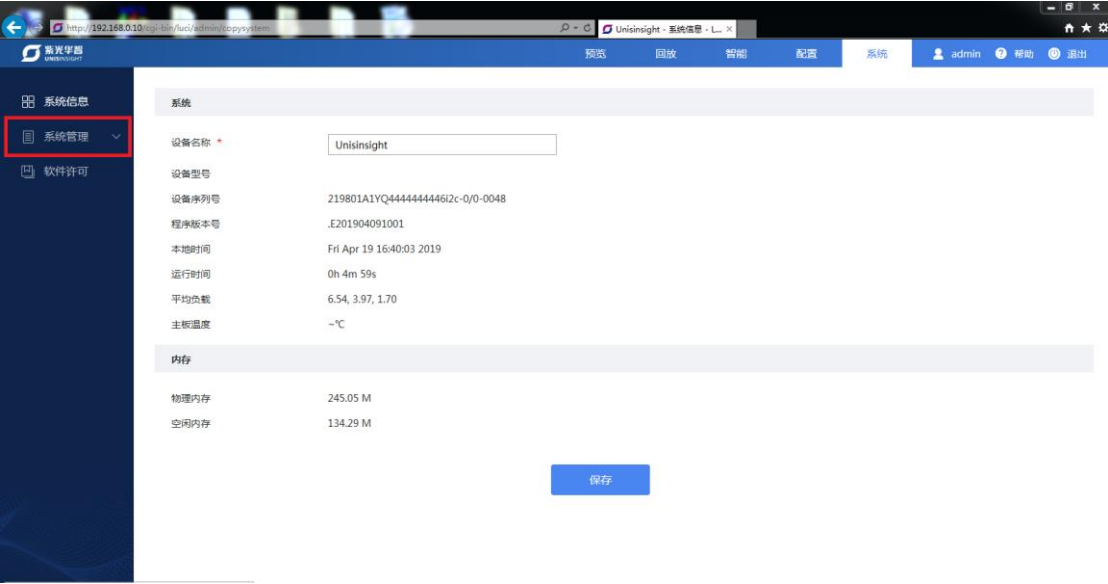 http://192.168.0.10/cgi-bin/luci/admin/copysystem
Unisinsight - 系统信息 - L...
紫光华智
UNISINSIGHT
预览 回放 智能 配置 系统 admin 帮助 退出
系统信息
系统管理
软件许可
系统
设备名称 * Unisinsight
设备型号
设备序列号 219801A1YQ4444444446i2c-0/0-0048
程序版本号 .E201904091001
本地时间 Fri Apr 19 16:40:03 2019
运行时间 0h 4m 59s
平均负载 6.54, 3.97, 1.70
主板温度 ~℃
内存
物理内存 245.05 M
空闲内存 134.29 M
保存